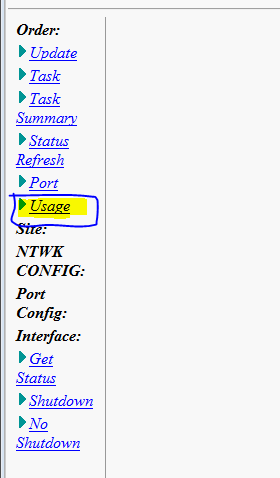 Order:
Update
Task
Task
Summary
Status
Refresh
Port
Usage
Site:
NTWK
CONFIG:
Port
Config:
Interface:
Get
Status
Shutdown
No
Shutdown